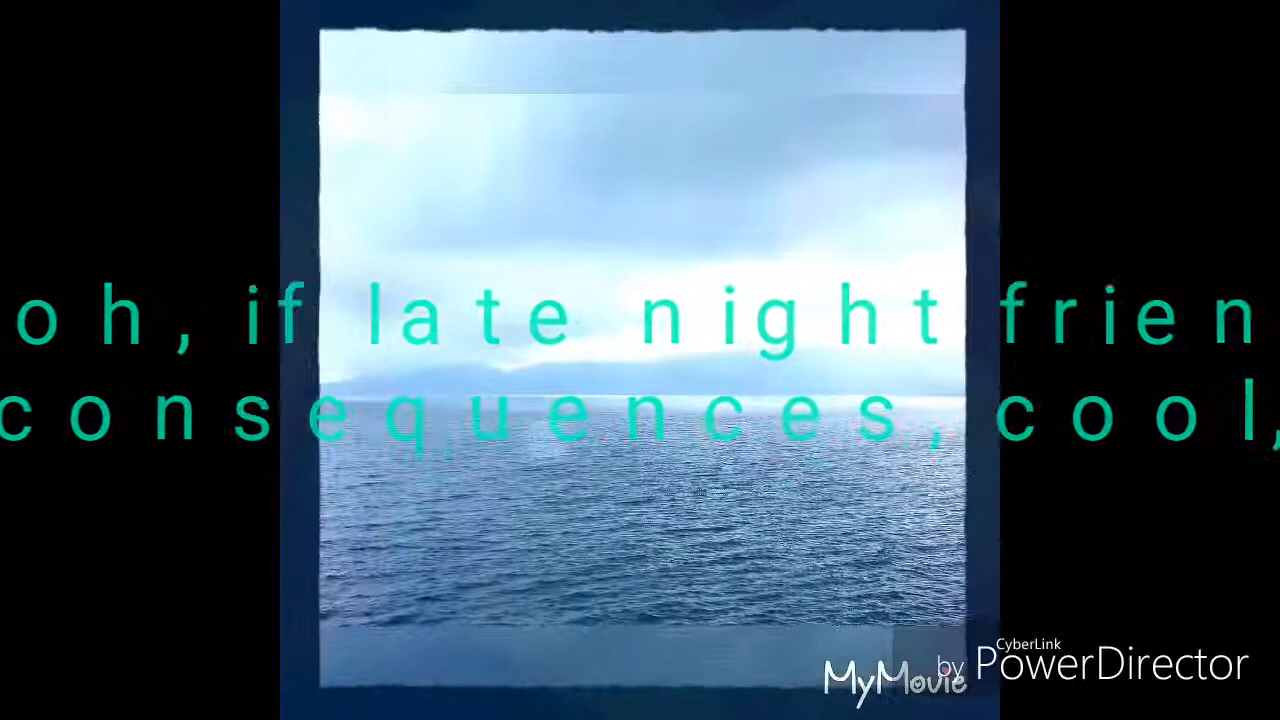 oh, if late night frien
consequences, cool,
CyberLink
MyMovie by PowerDirector